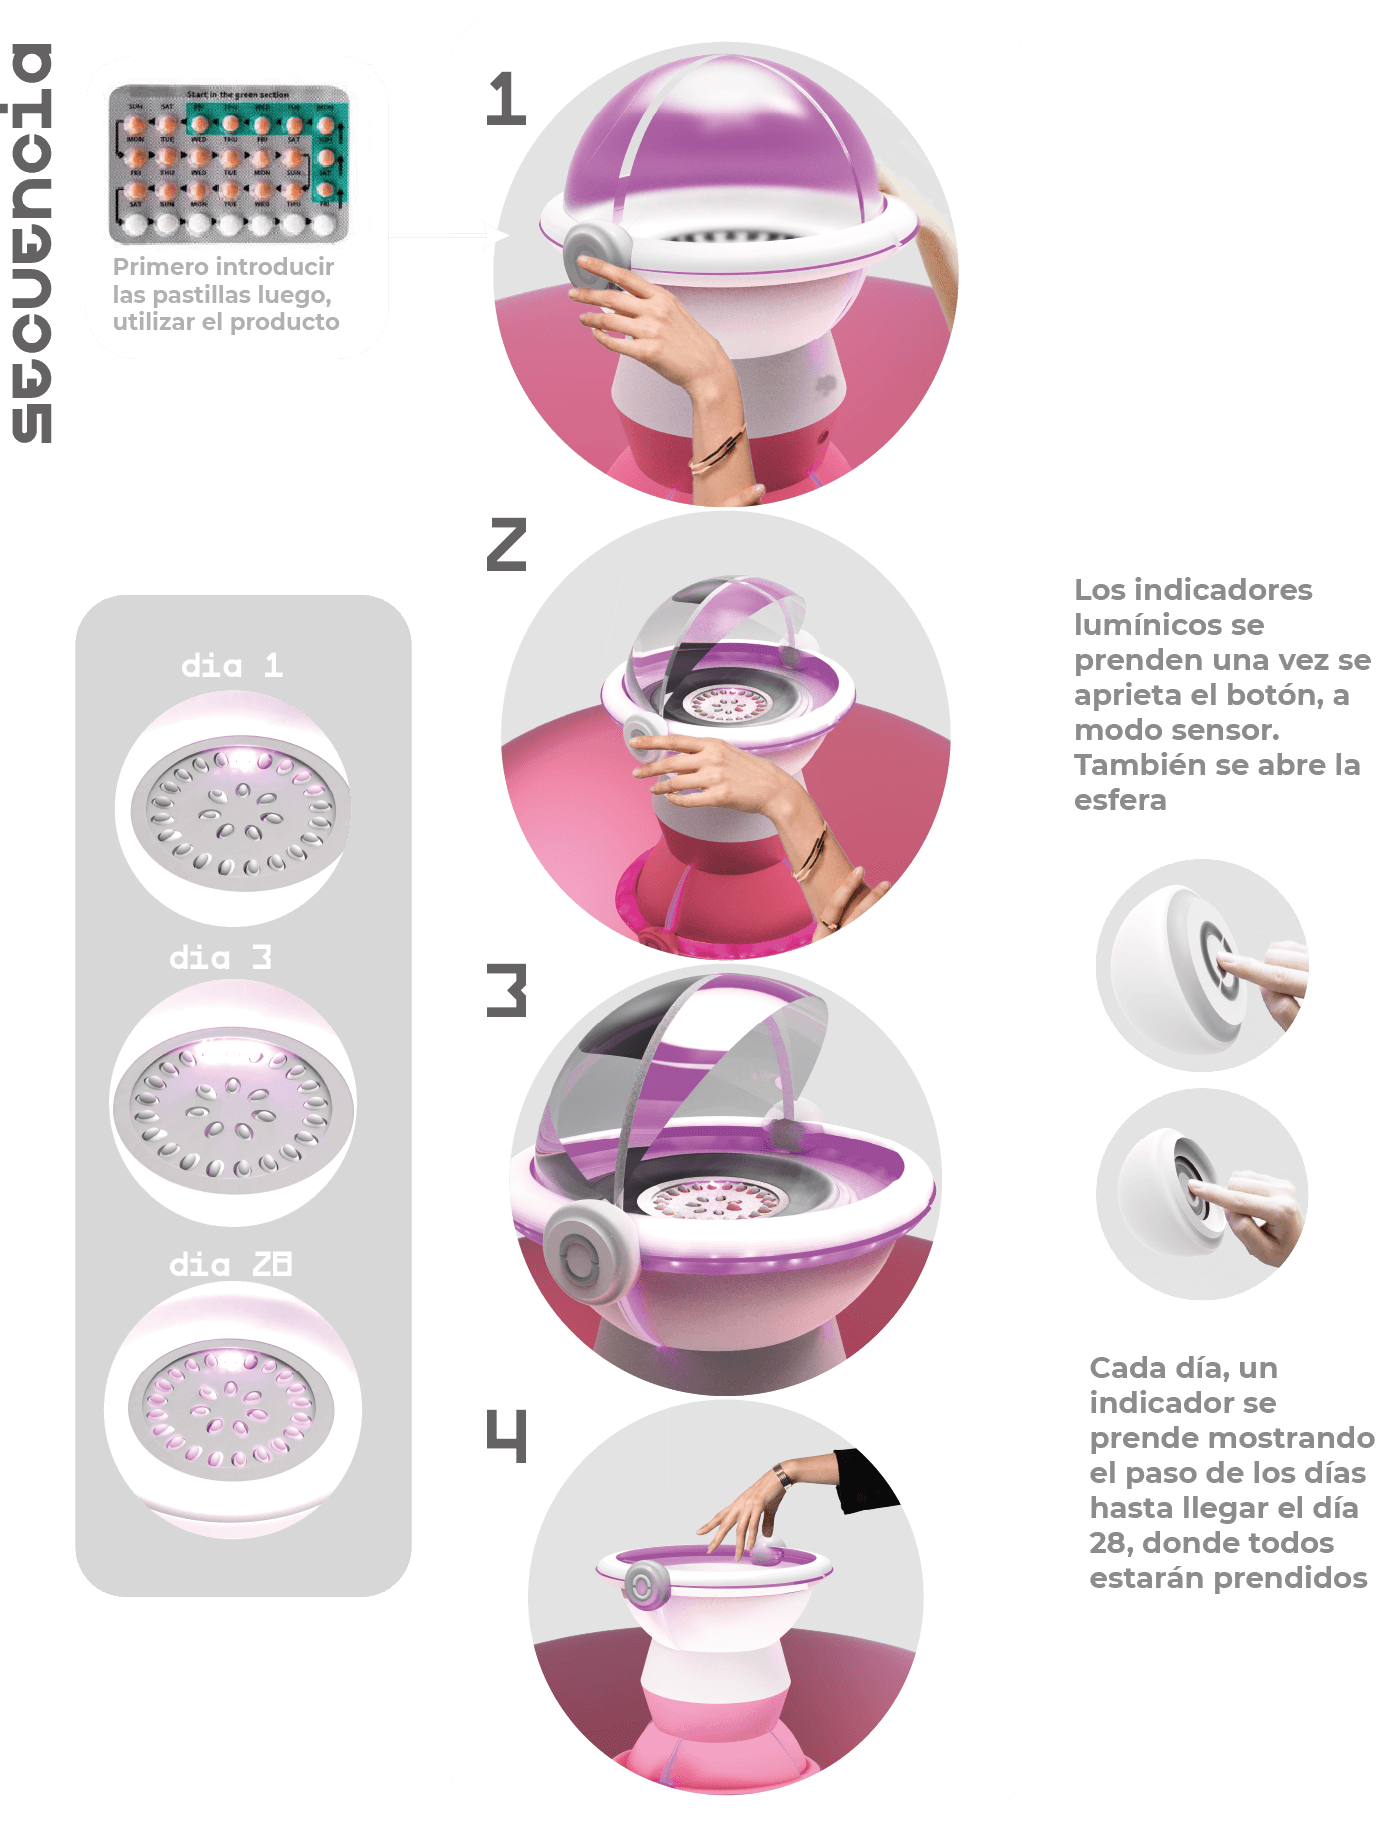 secuencia
Start in the green section
SUN SAT FRI THU WED TUE MON
MON TUE WED THU FRI SAT SUN
FRI THU WED TUE MON SUN SAT
SAT SUN MON TUE WED THU FRI
Primero introducir
las pastillas luego,
utilizar el producto
1
2
3
4
dia 1
dia 3
dia 28
Los indicadores
lumínicos se
prenden una vez se
aprieta el botón, a
modo sensor.
También se abre la
esfera
Cada día, un
indicador se
prende mostrando
el paso de los días
hasta llegar el día
28, donde todos
estarán prendidos